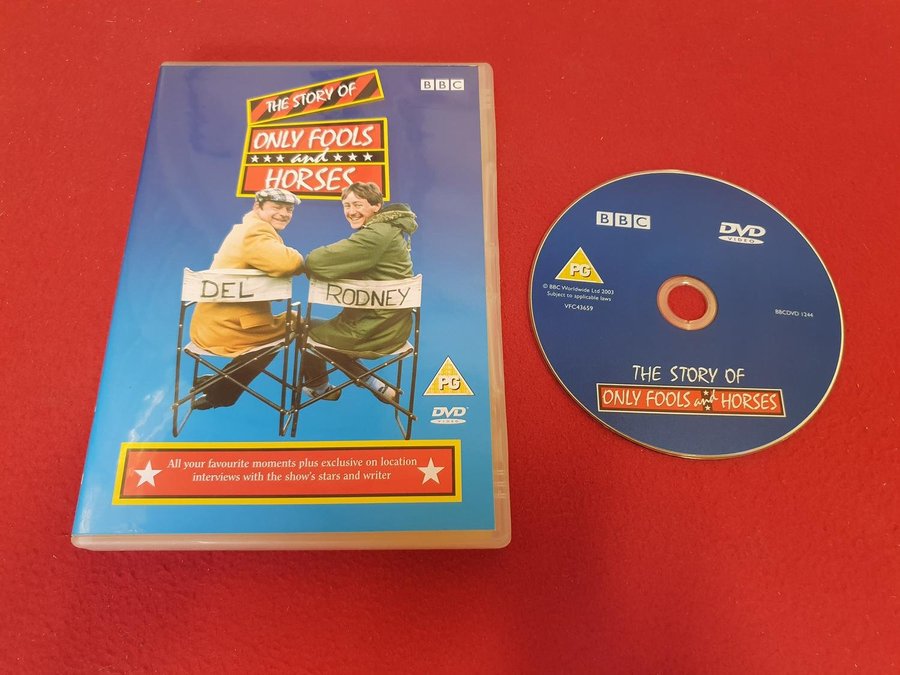 THE STORY OF
BBC
ONLY FOOLS
and
HORSES
DEL
RODNEY
PG
DVD
VIDEO
All your favourite moments plus exclusive on location
interviews with the show's stars and writer
BBC
DVD
VIDEO
PG
© BBC Worldwide Ltd 2003
Subject to applicable laws
VFC43659
BBCDVD 1244
THE STORY OF
ONLY FOOLS and HORSES